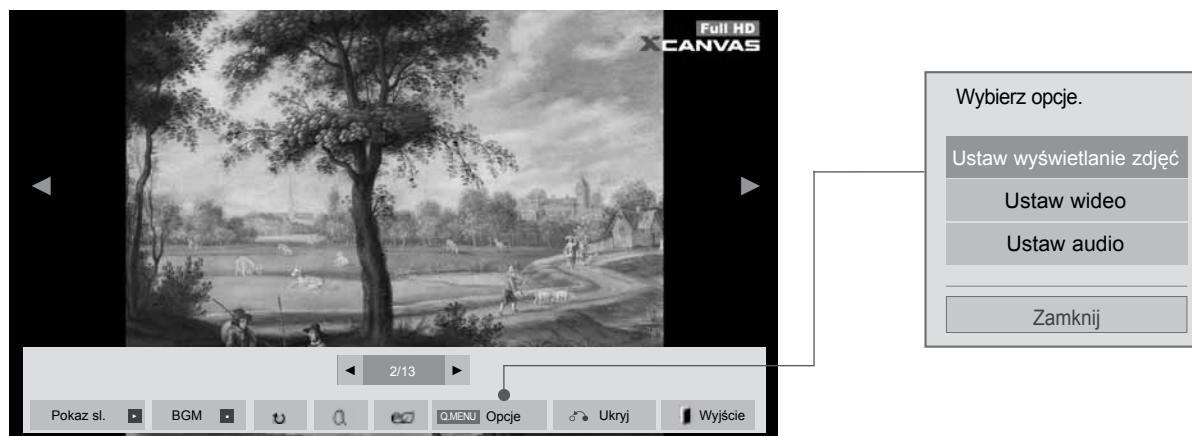 Full HD
XCANVAS
Wybierz opcje.
Ustaw wyświetlanie zdjęć
Ustaw wideo
Ustaw audio
Zamknij
◄ 2/13 ►
Pokaz sl. BGM Q.MENU Opcje Ukryj Wyjście